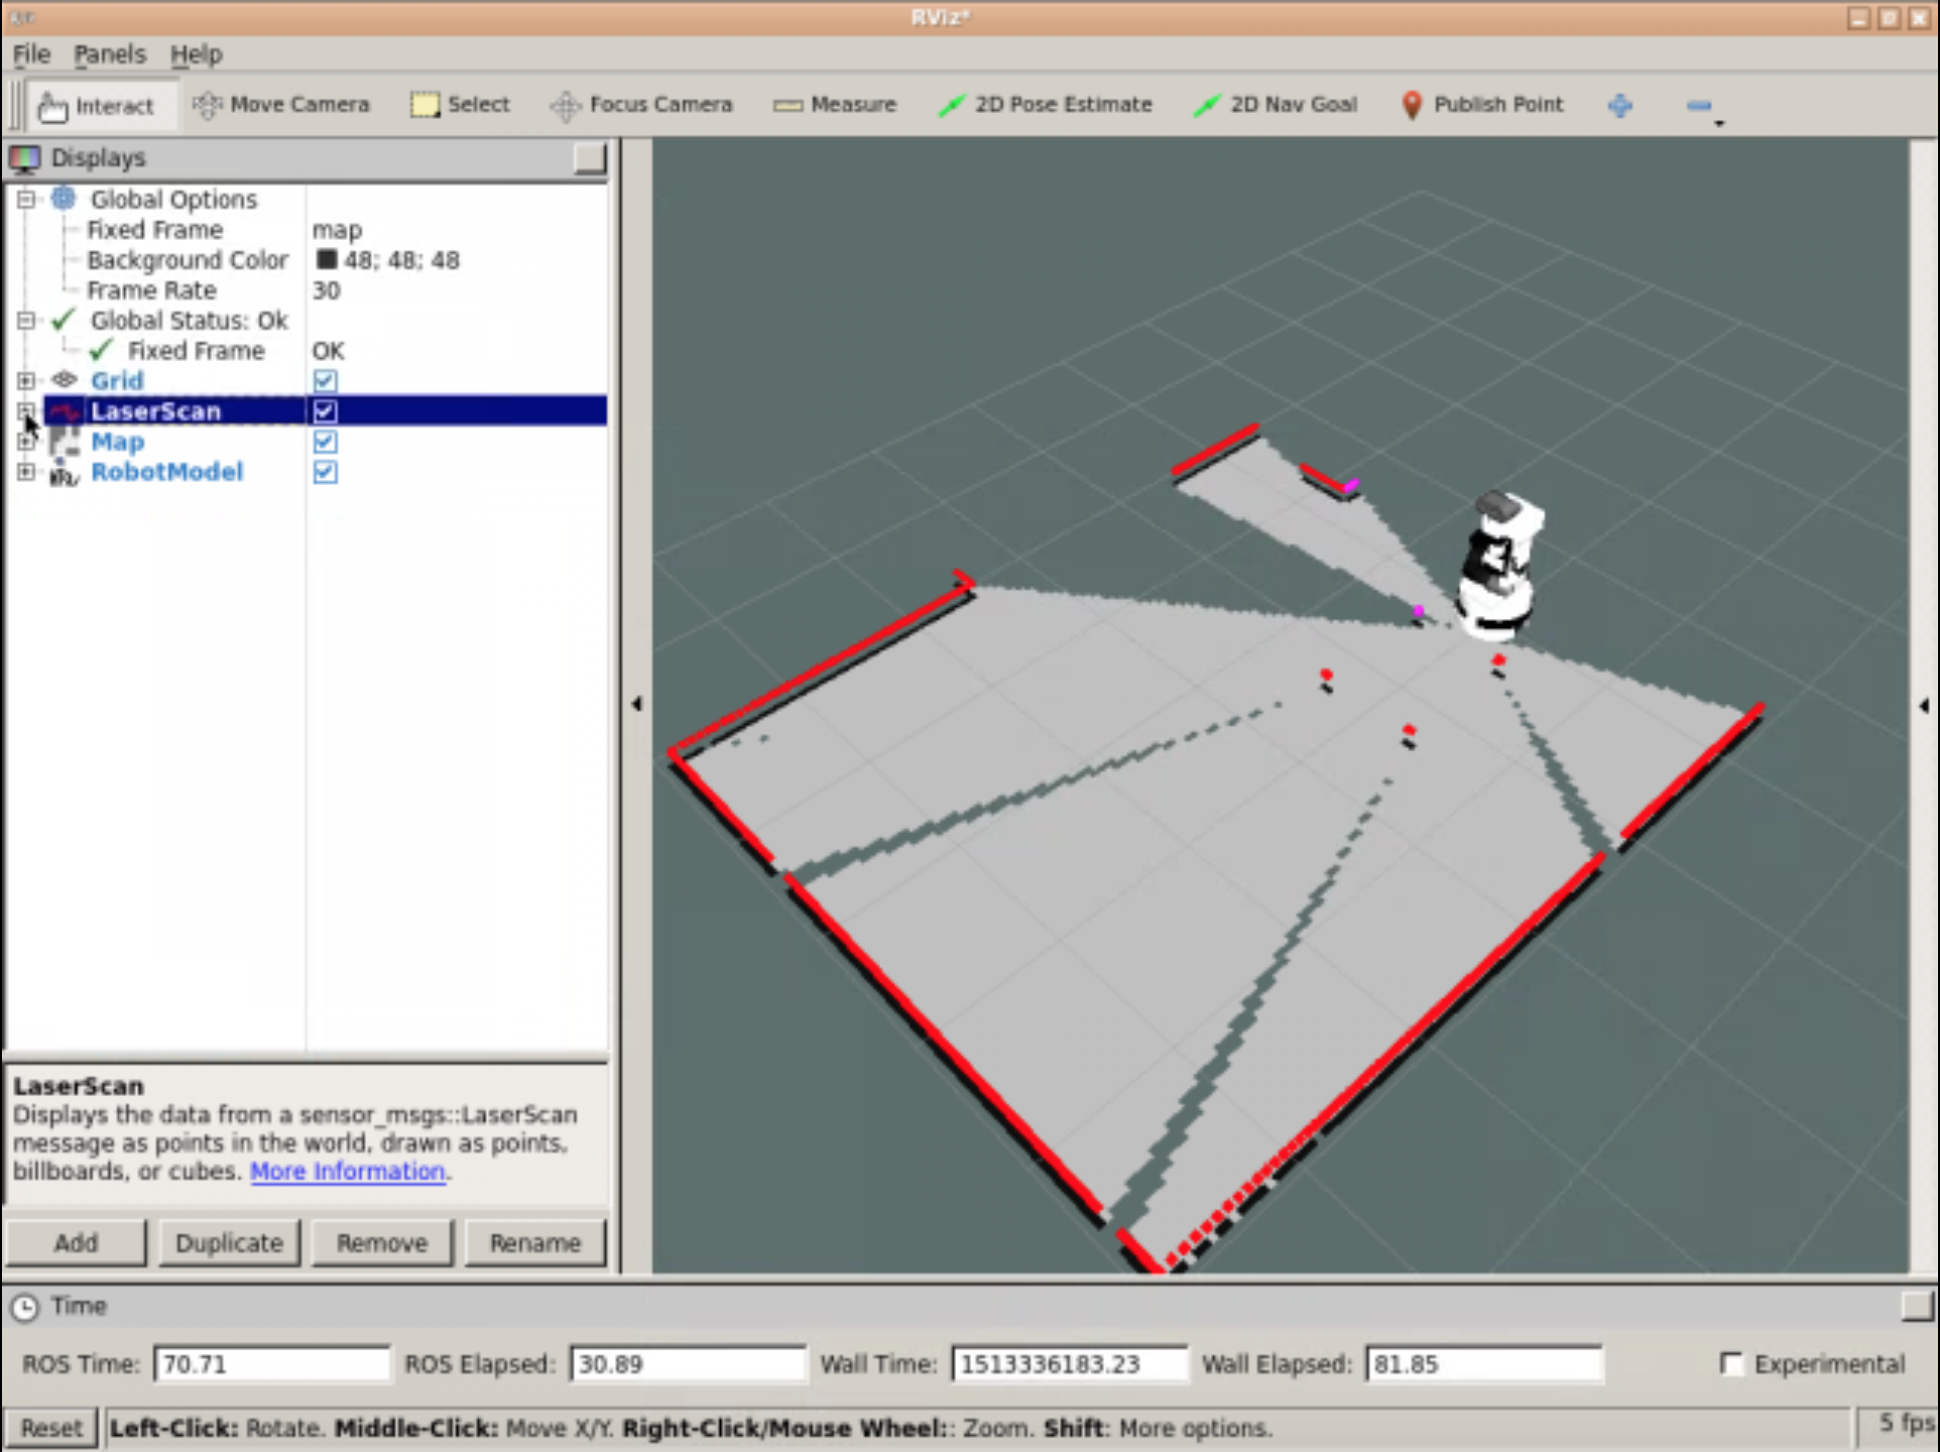 RViz*
File Panels Help
Interact Move Camera Select Focus Camera Measure 2D Pose Estimate 2D Nav Goal Publish Point
Displays
Global Options
Fixed Frame map
Background Color 48; 48; 48
Frame Rate 30
Global Status: Ok
Fixed Frame OK
Grid
LaserScan
Map
RobotModel
LaserScan
Displays the data from a sensor_msgs::LaserScan
message as points in the world, drawn as points,
billboards, or cubes. More Information.
Add Duplicate Remove Rename
Time
ROS Time: 70.71 ROS Elapsed: 30.89 Wall Time: 1513336183.23 Wall Elapsed: 81.85 Experimental
Reset Left-Click: Rotate. Middle-Click: Move X/Y. Right-Click/Mouse Wheel:: Zoom. Shift: More options. 5 fps